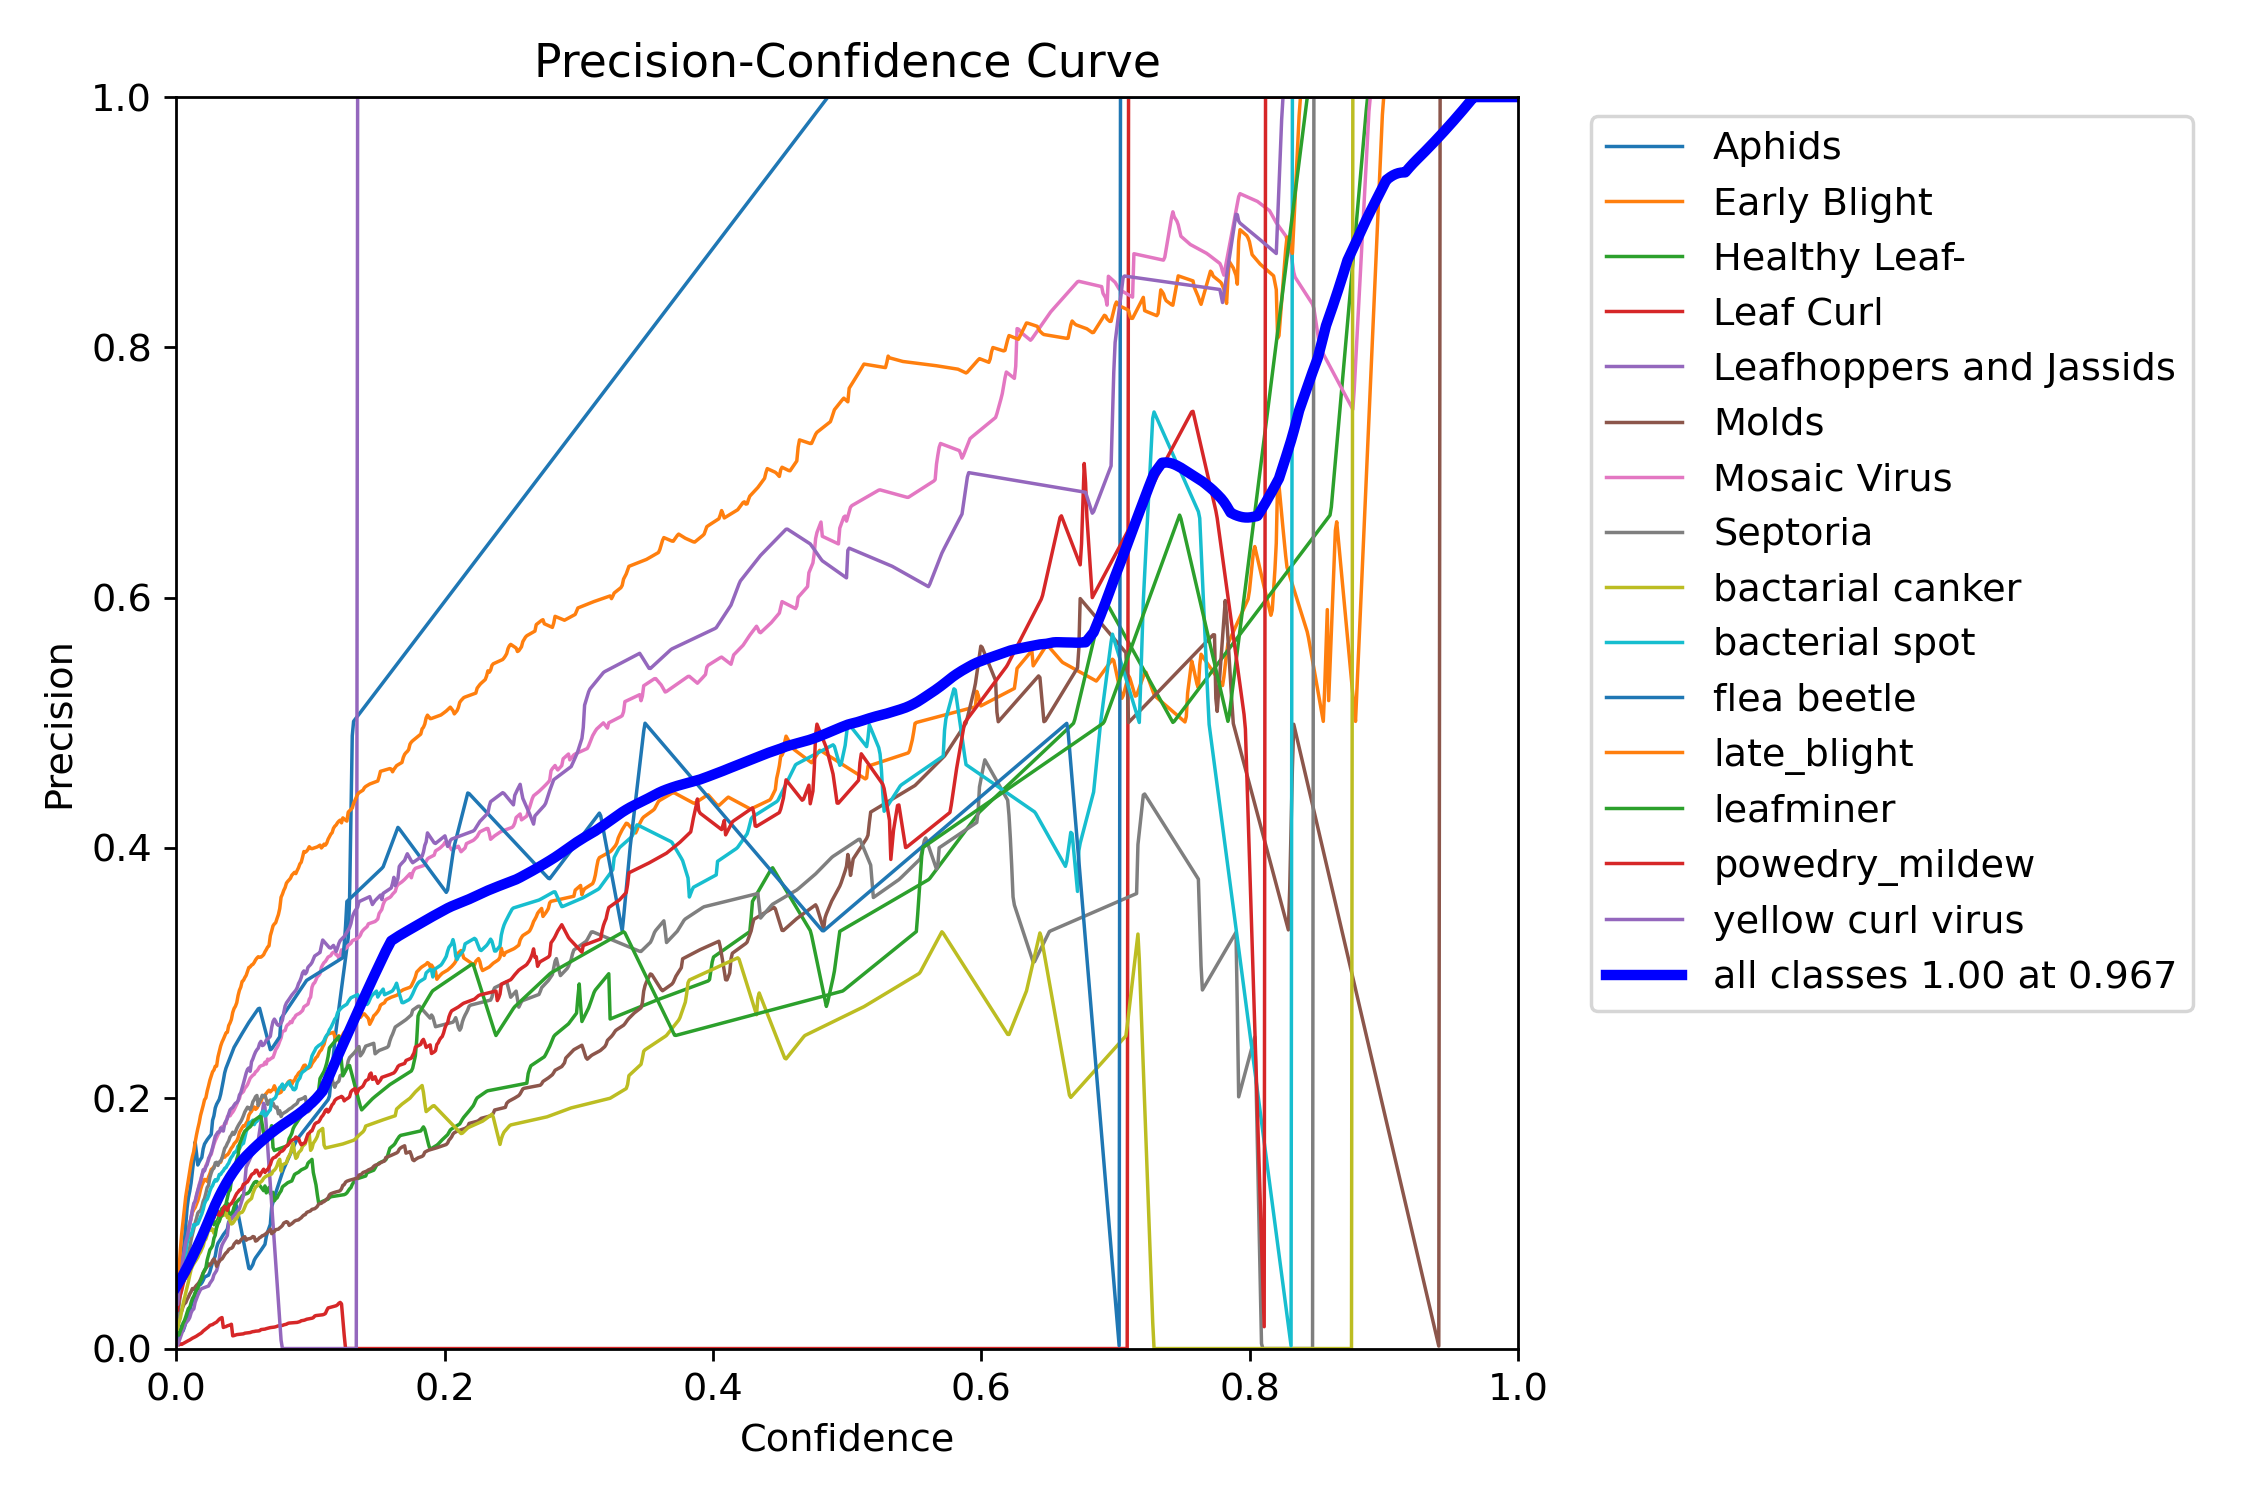 Precision-Confidence Curve
1.0
0.8
0.6
0.4
0.2
0.0
Precision
0.0 0.2 0.4 0.6 0.8 1.0
Confidence
Aphids
Early Blight
Healthy Leaf-
Leaf Curl
Leafhoppers and Jassids
Molds
Mosaic Virus
Septoria
bactarial canker
bacterial spot
flea beetle
late_blight
leafminer
powedry_mildew
yellow curl virus
all classes 1.00 at 0.967